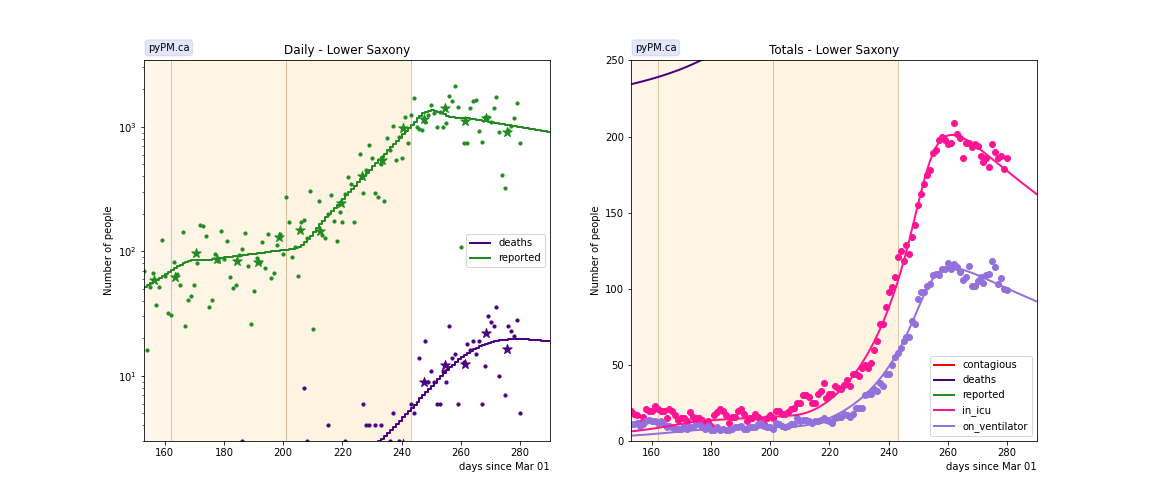 pyPM.ca
Daily - Lower Saxony
Number of people
10³
10²
10¹
deaths
reported
160
180
200
220
240
260
280
days since Mar 01
pyPM.ca
Totals - Lower Saxony
Number of people
250
200
150
100
50
0
contagious
deaths
reported
in_icu
on_ventilator
160
180
200
220
240
260
280
days since Mar 01